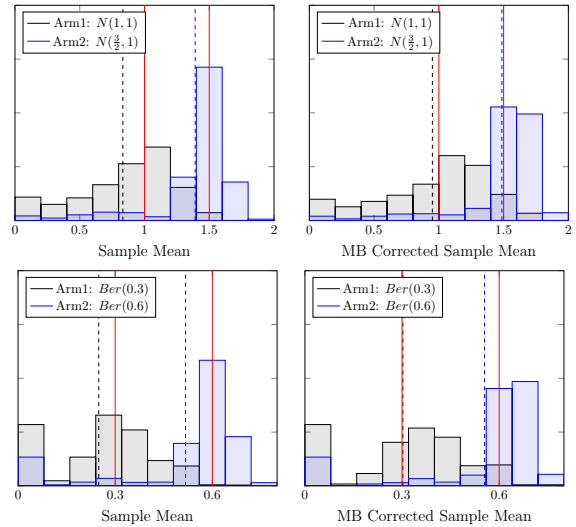 Arm1: N(1, 1)
Arm2: N(3/2, 1)
0 0.5 1 1.5 2
Sample Mean
Arm1: N(1, 1)
Arm2: N(3/2, 1)
0 0.5 1 1.5 2
MB Corrected Sample Mean
Arm1: Ber(0.3)
Arm2: Ber(0.6)
0 0.3 0.6
Sample Mean
Arm1: Ber(0.3)
Arm2: Ber(0.6)
0 0.3 0.6
MB Corrected Sample Mean